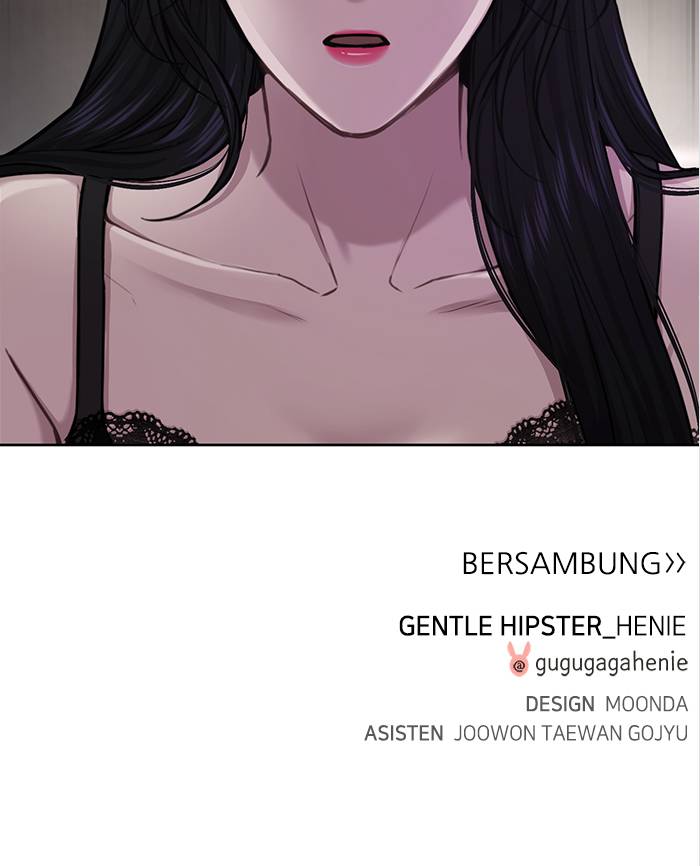 BERSAMBUNG>>
GENTLE HIPSTER_HENIE
@ gugugagahenie
DESIGN MOONDA
ASISTEN JOOWON TAEWAN GOJYU